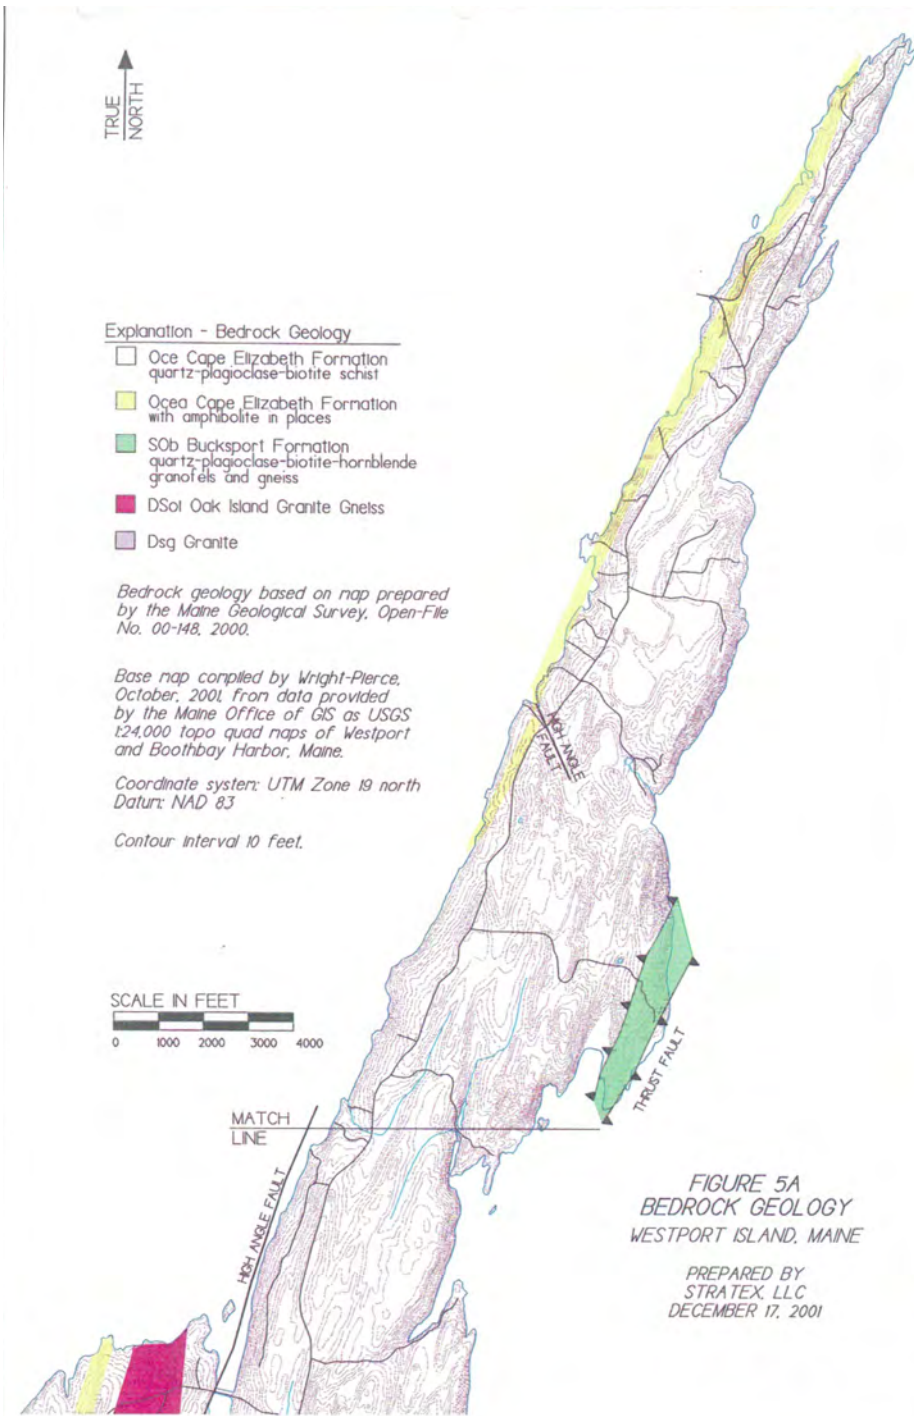 TRUE
NORTH
Explanation - Bedrock Geology
Oce Cape Elizabeth Formation
quartz-plagioclase-biotite schist
Ocea Cape Elizabeth Formation
with amphibolite in places
SOb Bucksport Formation
quartz-plagioclase-biotite-hornblende
granofels and gneiss
DSoi Oak Island Granite Gneiss
Dsg Granite
Bedrock geology based on map prepared
by the Maine Geological Survey, Open-File
No. 00-148, 2000.
Base map compiled by Wright-Pierce,
October, 2001, from data provided
by the Maine Office of GIS as USGS
1:24,000 topo quad maps of Westport
and Boothbay Harbor, Maine.
Coordinate system: UTM Zone 19 north
Datum: NAD 83
Contour interval 10 feet.
HIGH ANGLE
FAULT
SCALE IN FEET
0 1000 2000 3000 4000
THRUST FAULT
MATCH
LINE
HIGH ANGLE FAULT
FIGURE 5A
BEDROCK GEOLOGY
WESTPORT ISLAND, MAINE
PREPARED BY
STRATEX, LLC
DECEMBER 17, 2001